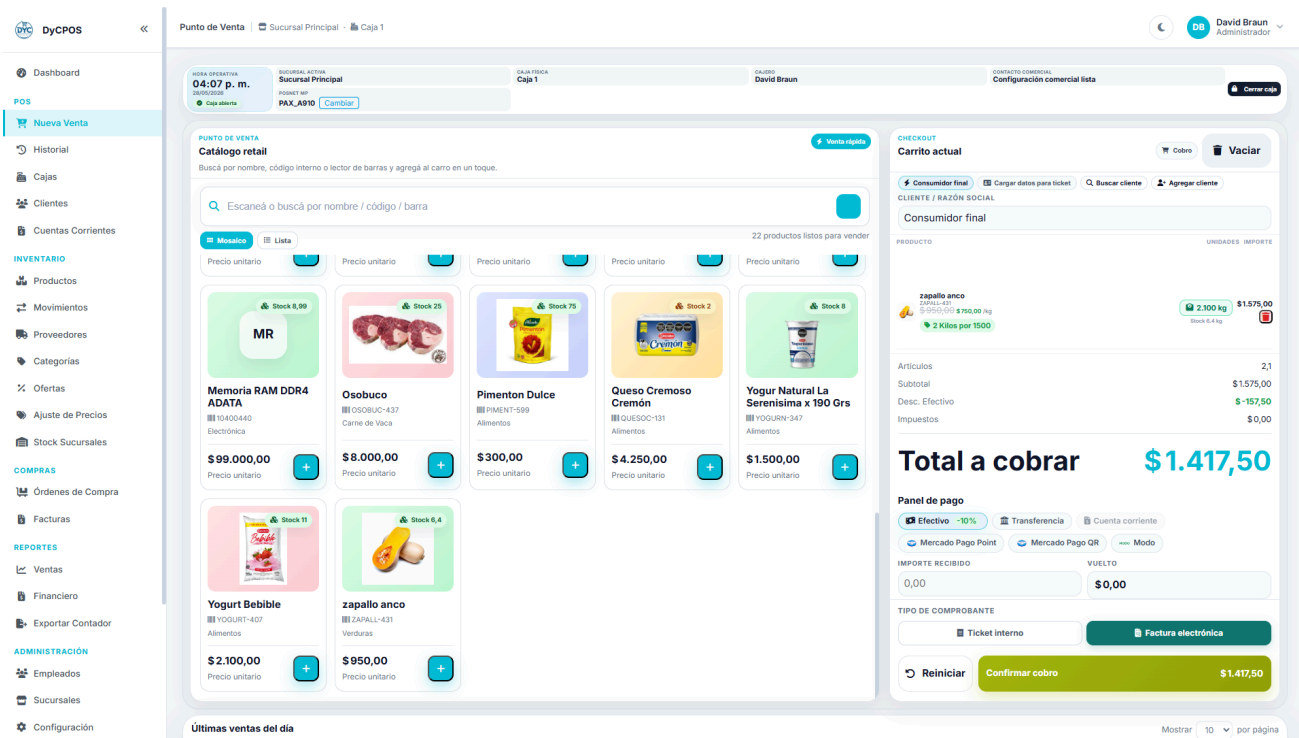 DYC
DyCPOS
Dashboard
POS
Nueva Venta
Historial
Cajas
Clientes
Cuentas Corrientes
INVENTARIO
Productos
Movimientos
Proveedores
Categorías
Ofertas
Ajuste de Precios
Stock Sucursales
COMPRAS
Órdenes de Compra
Facturas
REPORTES
Ventas
Financiero
Exportar Contador
ADMINISTRACIÓN
Empleados
Sucursales
Configuración
Punto de Venta Sucursal Principal · Caja 1
DB David Braun
Administrador
HORA OPERATIVA
04:07 p. m.
28/05/2026
Caja abierta
SUCURSAL ACTIVA
Sucursal Principal
CAJA FÍSICA
Caja 1
CAJERO
David Braun
CONTACTO COMERCIAL
Configuración comercial lista
POSNET MP
PAX_A910 Cambiar
Cerrar caja
PUNTO DE VENTA
Catálogo retail
Buscá por nombre, código interno o lector de barras y agregá al carro en un toque.
Venta rápida
Escaneá o buscá por nombre / código / barra
Mosaico Lista
22 productos listos para vender
Precio unitario Precio unitario Precio unitario Precio unitario Precio unitario
Stock 8,99
MR
Memoria RAM DDR4
ADATA
10400440
Electrónica
$99.000,00
Precio unitario
+
Stock 25
Osobuco
OSOBUC-437
Carne de Vaca
$8.000,00
Precio unitario
+
Stock 75
Pimenton
Pimenton Dulce
PIMENT-599
Alimentos
$300,00
Precio unitario
+
Stock 2
Cremón
Queso Cremoso
Cremón
QUESOC-131
Alimentos
$4.250,00
Precio unitario
+
Stock 8
Yogur Natural La
Serenisima x 190 Grs
YOGURN-347
Alimentos
$1.500,00
Precio unitario
+
Stock 11
Bebible
Yogurt Bebible
YOGURT-407
Alimentos
$2.100,00
Precio unitario
+
Stock 6,4
zapallo anco
ZAPALL-431
Verduras
$950,00
Precio unitario
+
CHECKOUT
Carrito actual
Cobro
Vaciar
Consumidor final Cargar datos para ticket Buscar cliente Agregar cliente
CLIENTE / RAZÓN SOCIAL
Consumidor final
PRODUCTO UNIDADES IMPORTE
zapallo anco
ZAPALL-431
$950,00 $750,00 /kg
2 Kilos por 1500
2.100 kg
Stock 6.4 kg
$1.575,00
Artículos 2,1
Subtotal $1.575,00
Desc. Efectivo $-157,50
Impuestos $0,00
Total a cobrar $1.417,50
Panel de pago
Efectivo -10% Transferencia Cuenta corriente
Mercado Pago Point Mercado Pago QR MODO Modo
IMPORTE RECIBIDO VUELTO
0,00 $0,00
TIPO DE COMPROBANTE
Ticket interno Factura electrónica
Reiniciar Confirmar cobro $1.417,50
Últimas ventas del día
Mostrar 10 por página